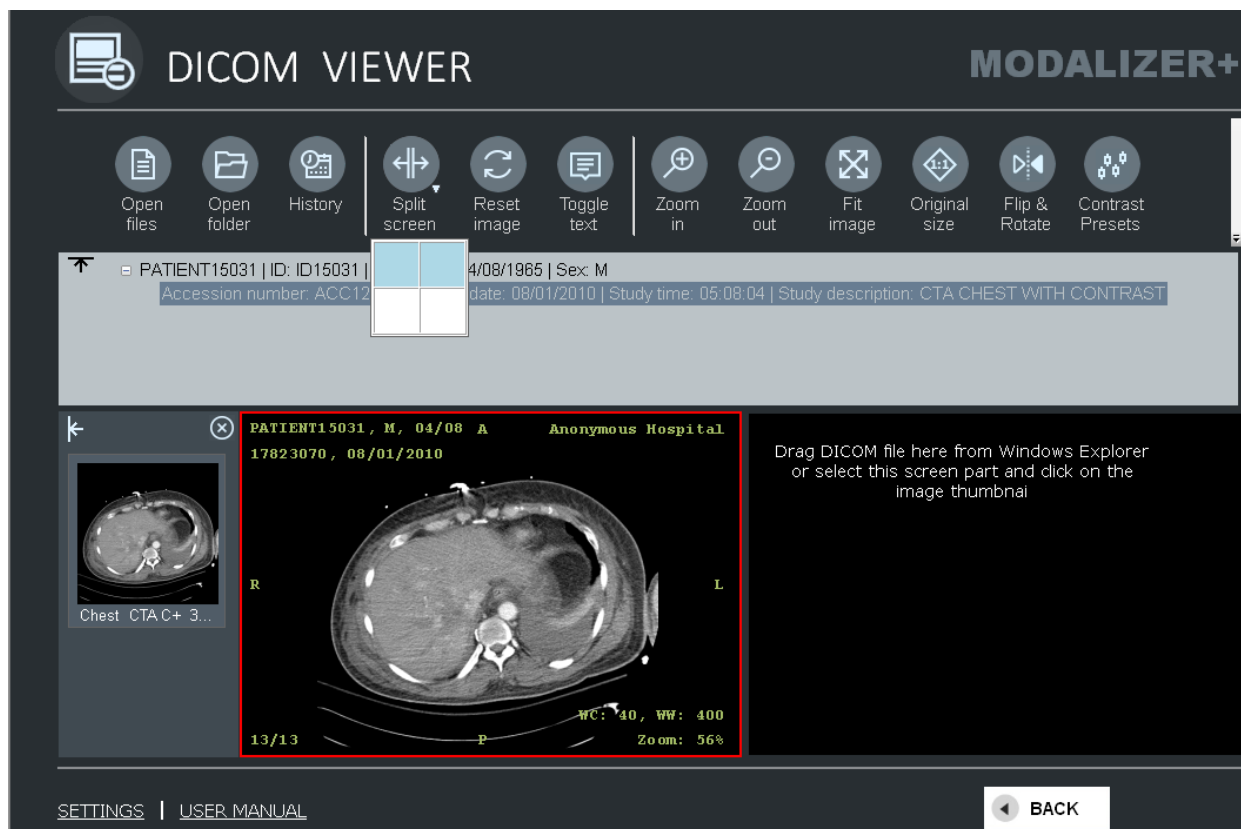 DICOM VIEWER
MODALIZER+
Open files
Open folder
History
Split screen
Reset image
Toggle text
Zoom in
Zoom out
Fit image
1:1
Original size
Flip & Rotate
Contrast Presets
PATIENT15031 | ID: ID15031 | 4/08/1965 | Sex: M
Accession number: ACC12 date: 08/01/2010 | Study time: 05:08:04 | Study description: CTA CHEST WITH CONTRAST
Chest CTA C+ 3...
PATIENT15031, M, 04/08 A Anonymous Hospital
17823070, 08/01/2010
R L
WC: 40, WW: 400
13/13 P Zoom: 56%
Drag DICOM file here from Windows Explorer
or select this screen part and click on the
image thumbnai
SETTINGS | USER MANUAL
BACK